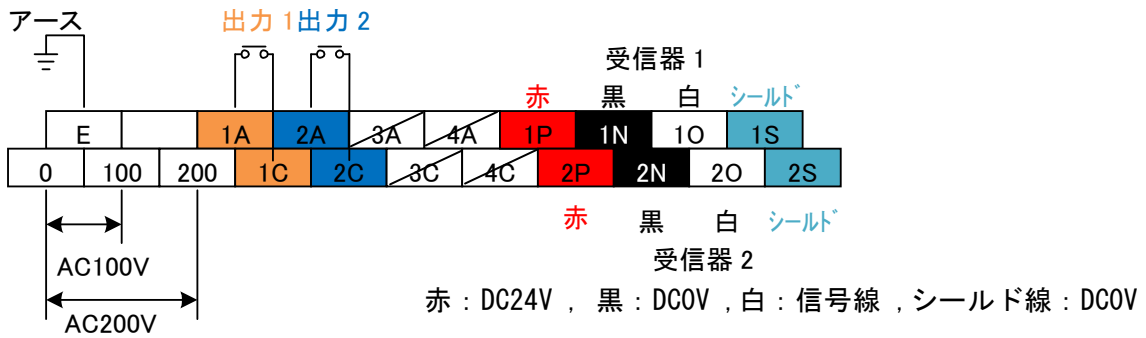 アース
出力 1 出力 2
受信器 1
赤 黒 白 シールド
E 1A 2A 3A 4A 1P 1N 1O 1S
0 100 200 1C 2C 3C 4C 2P 2N 2O 2S
赤 黒 白 シールド
受信器 2
AC100V
AC200V
赤：DC24V , 黒：DC0V ,白：信号線 ,シールド線：DC0V